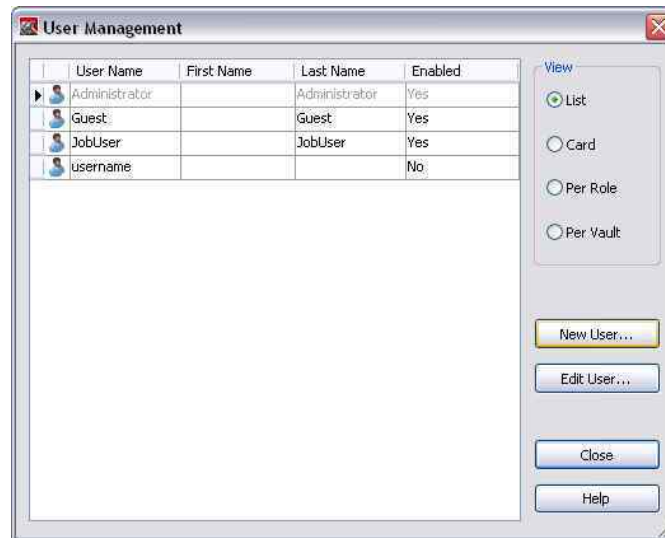 User Management
User Name First Name Last Name Enabled
Administrator Administrator Yes
Guest Guest Yes
JobUser JobUser Yes
username No
View
List
Card
Per Role
Per Vault
New User...
Edit User...
Close
Help